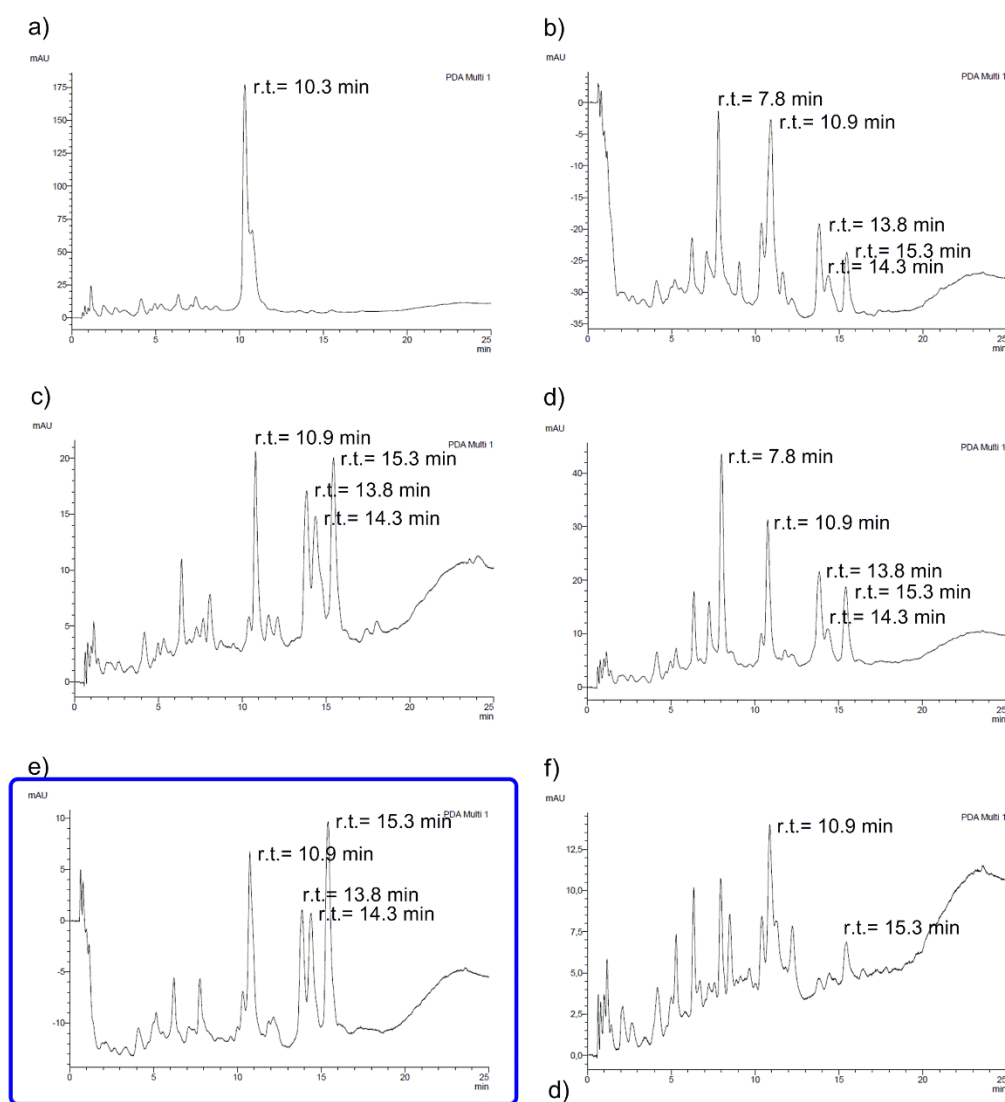 a)
mAU
PDA Multi 1
r.t.= 10.3 min
175
150
125
100
75
50
25
0
0
5
10
15
20
25
min
b)
mAU
PDA Multi 1
r.t.= 7.8 min
r.t.= 10.9 min
r.t.= 13.8 min
r.t.= 15.3 min
r.t.= 14.3 min
0
-5
-10
-15
-20
-25
-30
-35
0
5
10
15
20
25
min
c)
mAU
PDA Multi 1
r.t.= 10.9 min
r.t.= 15.3 min
r.t.= 13.8 min
r.t.= 14.3 min
20
15
10
5
0
0
5
10
15
20
25
min
d)
mAU
PDA Multi 1
r.t.= 7.8 min
r.t.= 10.9 min
r.t.= 13.8 min
r.t.= 15.3 min
r.t.= 14.3 min
40
30
20
10
0
0
5
10
15
20
25
min
e)
mAU
PDA Multi 1
r.t.= 15.3 min
r.t.= 10.9 min
r.t.= 13.8 min
r.t.= 14.3 min
10
5
0
-5
-10
0
5
10
15
20
25
min
f)
mAU
PDA Multi 1
r.t.= 10.9 min
r.t.= 15.3 min
12,5
10,0
7,5
5,0
2,5
0,0
0
5
10
15
20
25
min
d)